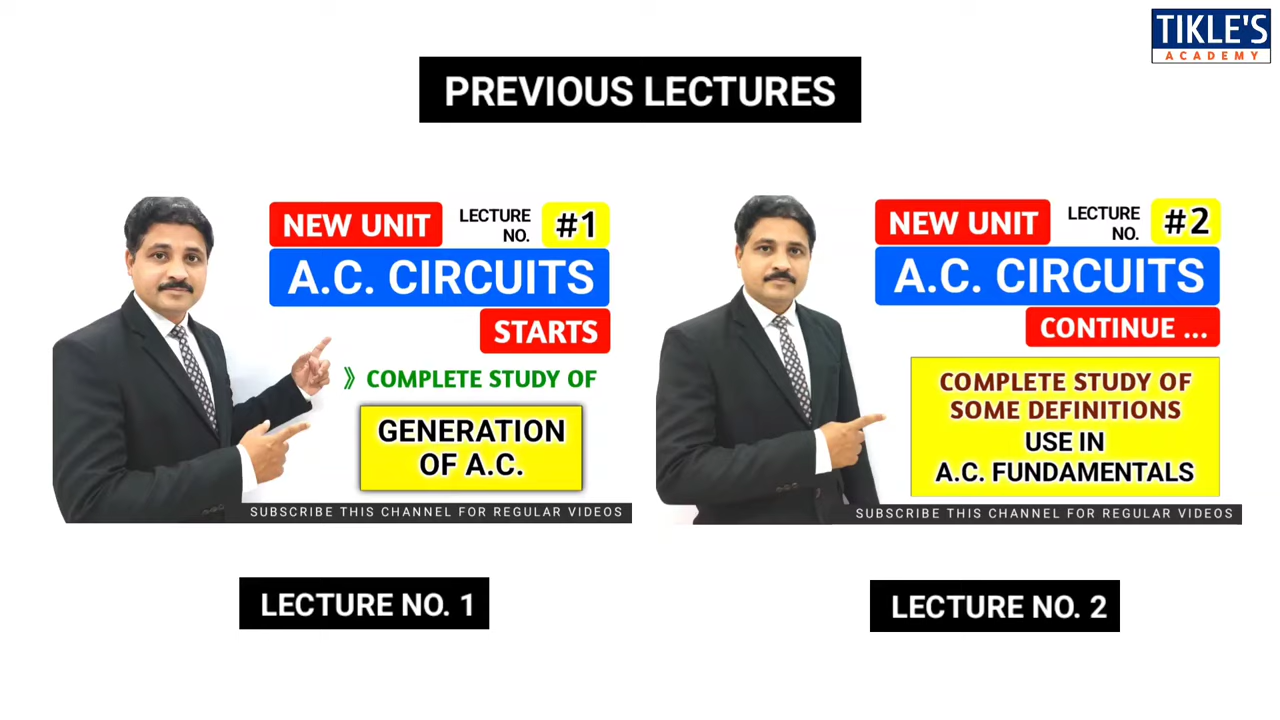 TIKLE'S
ACADEMY
PREVIOUS LECTURES
NEW UNIT
LECTURE
NO.
#1
A.C. CIRCUITS
STARTS
》COMPLETE STUDY OF
GENERATION
OF A.C.
SUBSCRIBE THIS CHANNEL FOR REGULAR VIDEOS
LECTURE NO. 1
NEW UNIT
LECTURE
NO.
#2
A.C. CIRCUITS
CONTINUE ...
COMPLETE STUDY OF
SOME DEFINITIONS
USE IN
A.C. FUNDAMENTALS
SUBSCRIBE THIS CHANNEL FOR REGULAR VIDEOS
LECTURE NO. 2